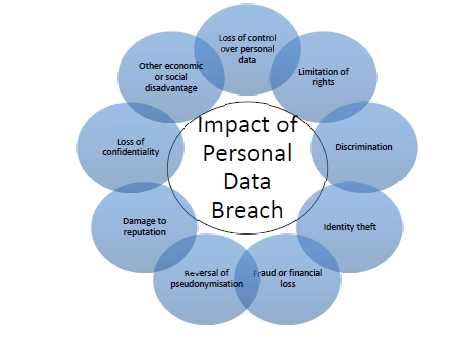 Loss of control
over personal
data
Limitation of
rights
Discrimination
Identity theft
Fraud or financial
loss
Reversal of
pseudonymisation
Damage to
reputation
Loss of
confidentiality
Other economic
or social
disadvantage
Impact of
Personal
Data
Breach